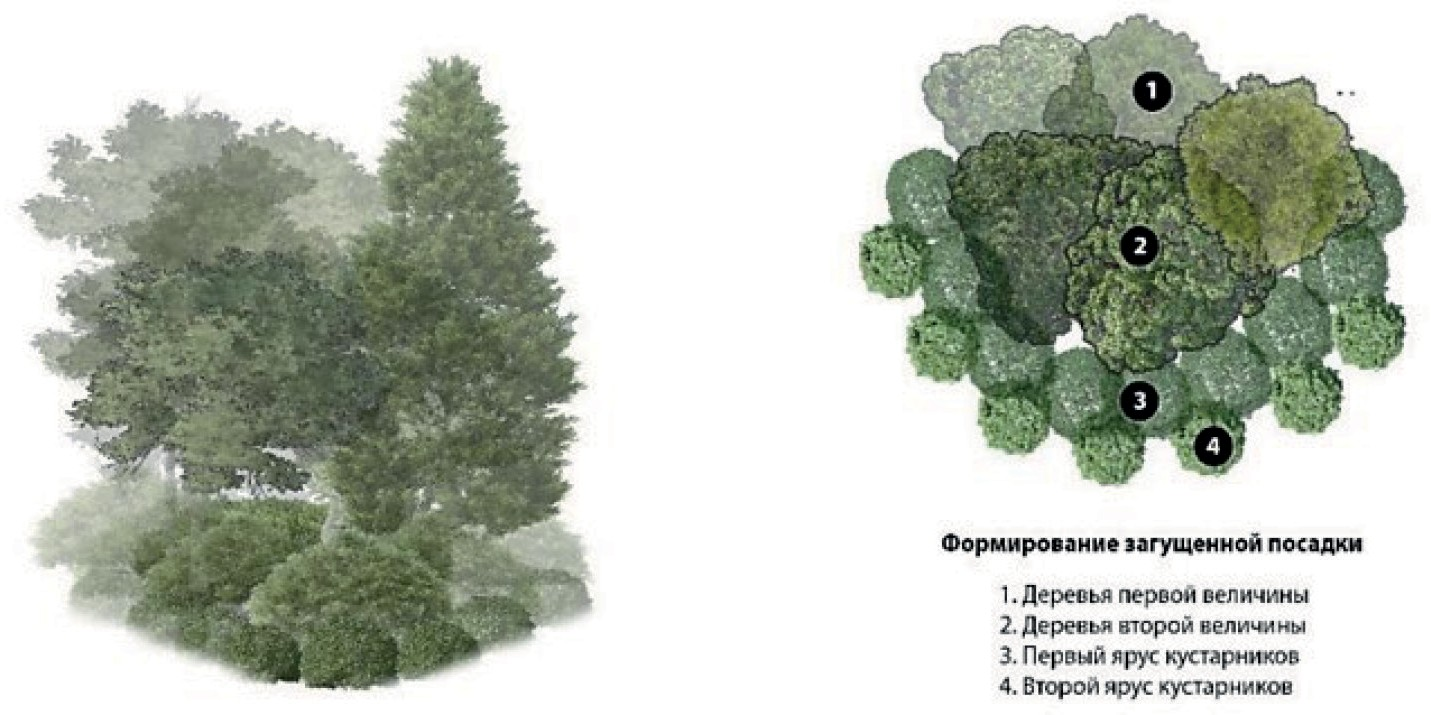 1
2
3
4
Формирование загущенной посадки
1. Деревья первой величины
2. Деревья второй величины
3. Первый ярус кустарников
4. Второй ярус кустарников